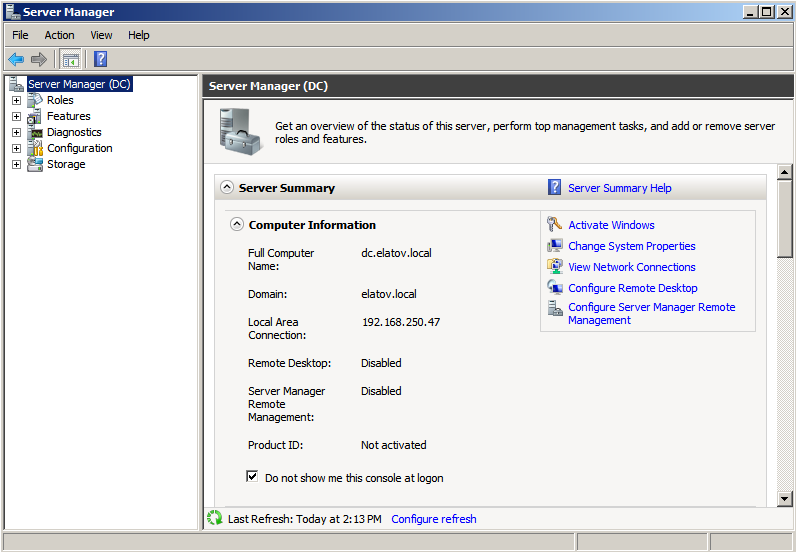 Server Manager
File Action View Help
Server Manager (DC)
Roles
Features
Diagnostics
Configuration
Storage
Server Manager (DC)
Get an overview of the status of this server, perform top management tasks, and add or remove server
roles and features.
Server Summary
Server Summary Help
Computer Information
Full Computer
Name:
dc.elatov.local
Domain:
elatov.local
Local Area
Connection:
192.168.250.47
Remote Desktop:
Disabled
Server Manager
Remote
Management:
Disabled
Product ID:
Not activated
Do not show me this console at logon
Activate Windows
Change System Properties
View Network Connections
Configure Remote Desktop
Configure Server Manager Remote
Management
Last Refresh: Today at 2:13 PM Configure refresh